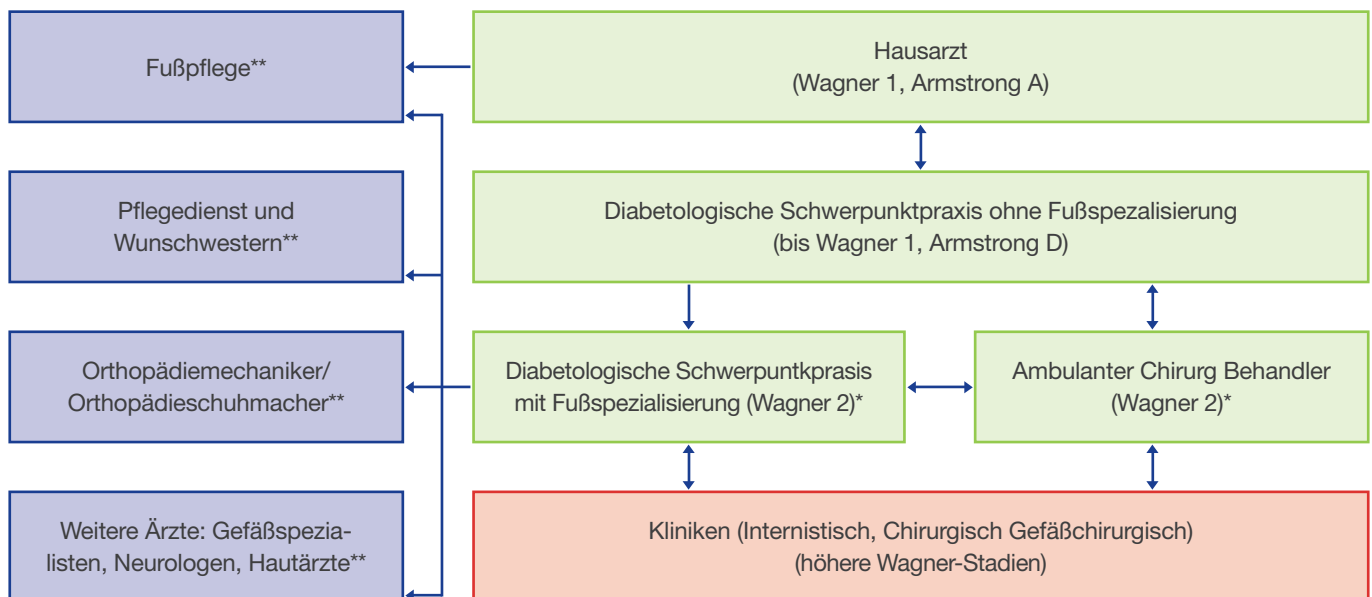 Fußpflege**
Hausarzt
(Wagner 1, Armstrong A)
Pflegedienst und
Wunschwestern**
Diabetologische Schwerpunktpraxis ohne Fußspezalisierung
(bis Wagner 1, Armstrong D)
Orthopädiemechaniker/
Orthopädieschuhmacher**
Diabetologische Schwerpuntkprasis
mit Fußspezialisierung (Wagner 2)*
Ambulanter Chirurg Behandler
(Wagner 2)*
Weitere Ärzte: Gefäßspezia-
listen, Neurologen, Hautärzte**
Kliniken (Internistisch, Chirurgisch Gefäßchirurgisch)
(höhere Wagner-Stadien)